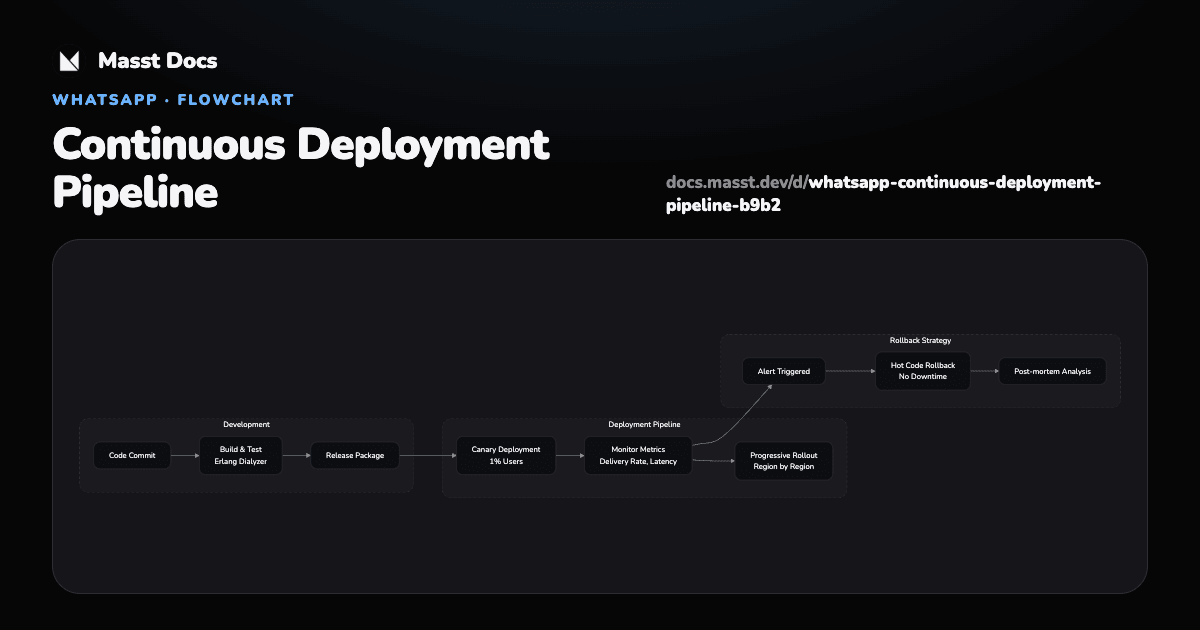 Masst Docs
WHATSAPP · FLOWCHART
Continuous Deployment
Pipeline
docs.masst.dev/d/whatsapp-continuous-deployment-
pipeline-b9b2
Rollback Strategy
Alert Triggered
Hot Code Rollback
No Downtime
Post-mortem Analysis
Development
Code Commit
Build & Test
Erlang Dialyzer
Release Package
Deployment Pipeline
Canary Deployment
1% Users
Monitor Metrics
Delivery Rate, Latency
Progressive Rollout
Region by Region